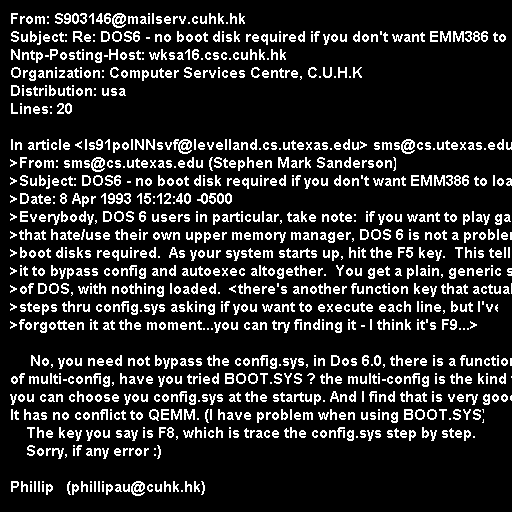 From: S903146@mailserv.cuhk.hk
Subject: Re: DOS6 - no boot disk required if you don't want EMM386 to
Nntp-Posting-Host: wksa16.csc.cuhk.hk
Organization: Computer Services Centre, C.U.H.K
Distribution: usa
Lines: 20

In article <ls91polNNsvf@levelland.cs.utexas.edu> sms@cs.utexas.edu
>From: sms@cs.utexas.edu (Stephen Mark Sanderson)
>Subject: DOS6 - no boot disk required if you don't want EMM386 to loa
>Date: 8 Apr 1993 15:12:40 -0500
>Everybody, DOS 6 users in particular, take note:  if you want to play ga
>that hate/use their own upper memory manager, DOS 6 is not a proble
>boot disks required.  As your system starts up, hit the F5 key.  This tell
>it to bypass config and autoexec altogether.  You get a plain, generic s
>of DOS, with nothing loaded.  <there's another function key that actual
>steps thru config.sys asking if you want to execute each line, but I've
>forgotten it at the moment...you can try finding it - I think it's F9...>

No, you need not bypass the config.sys, in Dos 6.0, there is a function
of multi-config, have you tried BOOT.SYS ? the multi-config is the kind
you can choose you config.sys at the startup. And I find that is very goo
It has no conflict to QEMM. (I have problem when using BOOT.SYS)
The key you say is F8, which is trace the config.sys step by step.
Sorry, if any error :)

Phillip   (phillipau@cuhk.hk)